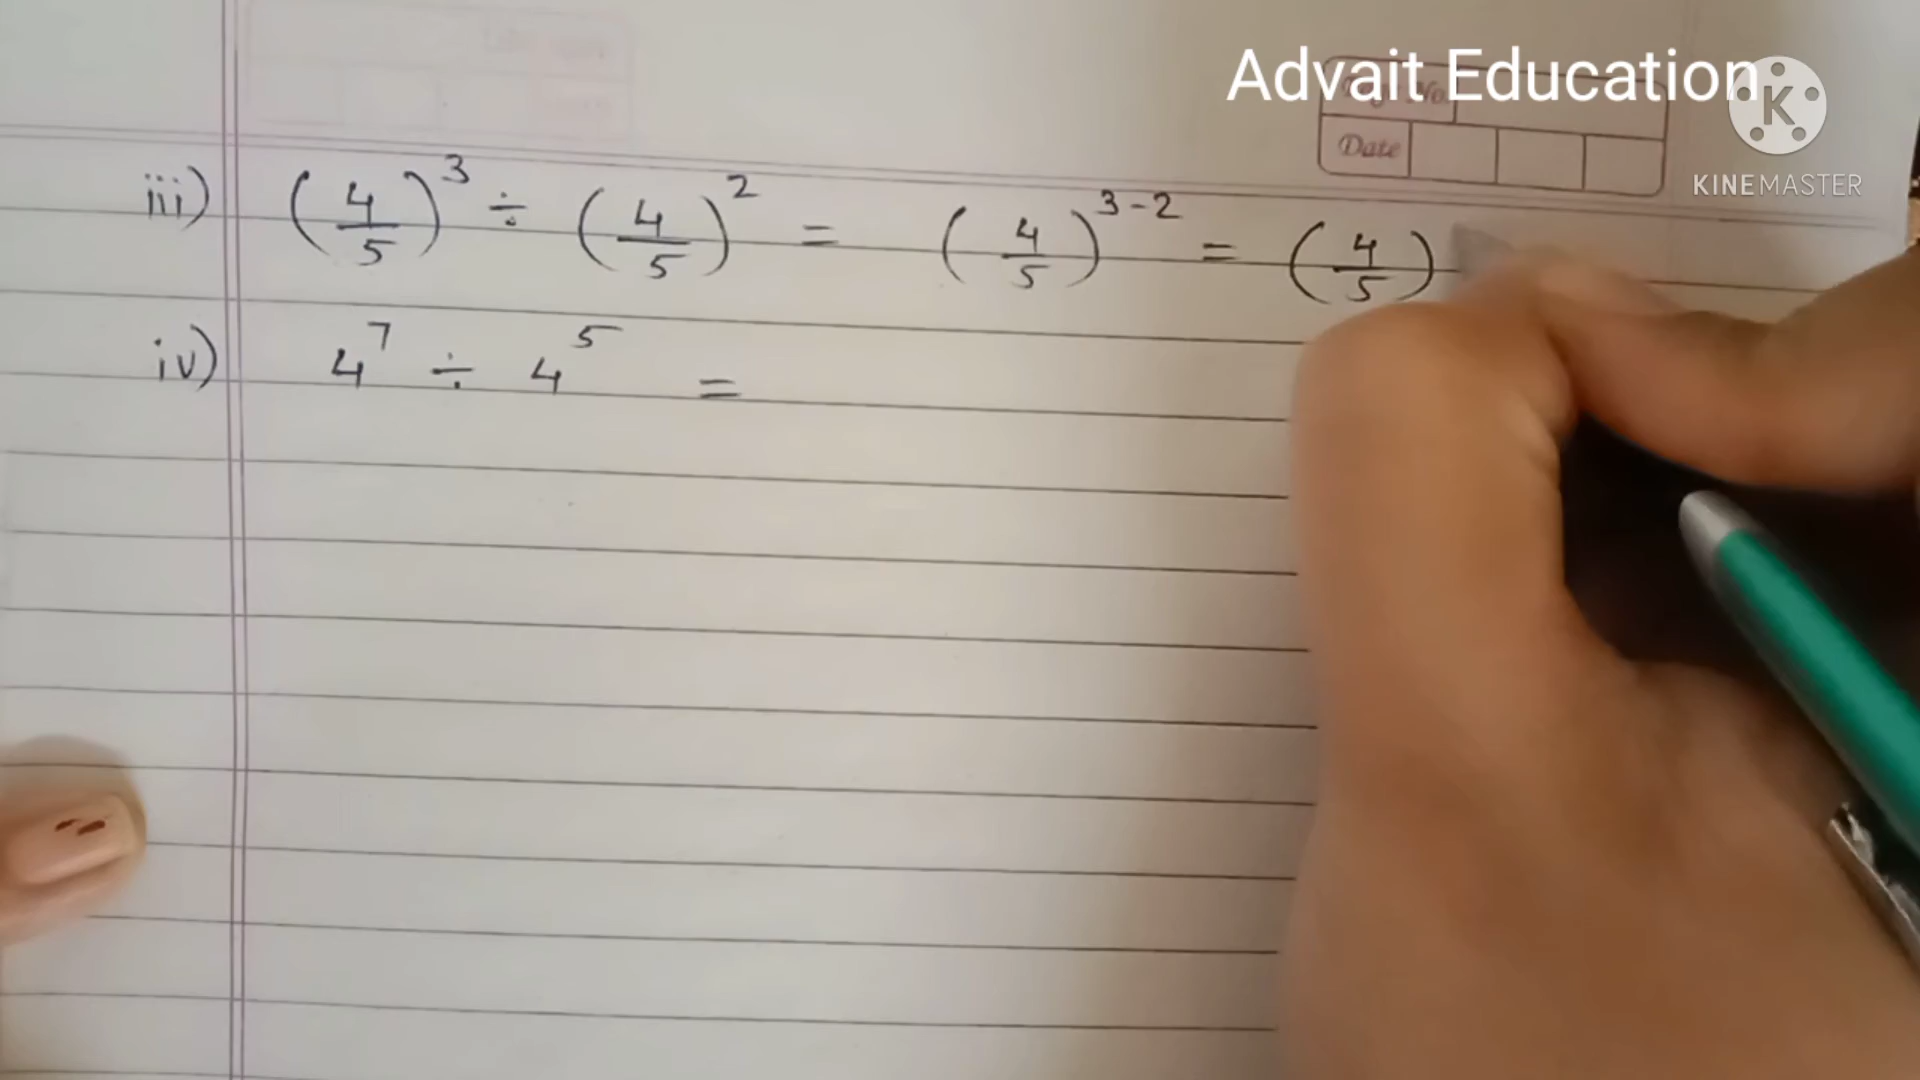 Advait Education
Date
KINEMASTER
iii) (4/5)^3 ÷ (4/5)^2 = (4/5)^{3-2} = (4/5)
iv) 4^7 ÷ 4^5 =